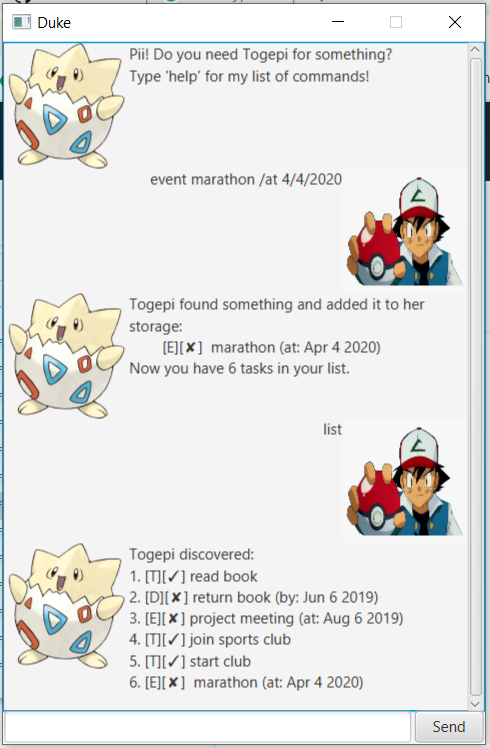 Duke
Pii! Do you need Togepi for something?
Type 'help' for my list of commands!
event marathon /at 4/4/2020
Togepi found something and added it to her
storage:
[E][✘]  marathon (at: Apr 4 2020)
Now you have 6 tasks in your list.
list
Togepi discovered:
1. [T][✓] read book
2. [D][✘] return book (by: Jun 6 2019)
3. [E][✘] project meeting (at: Aug 6 2019)
4. [T][✓] join sports club
5. [T][✓] start club
6. [E][✘]  marathon (at: Apr 4 2020)
Send